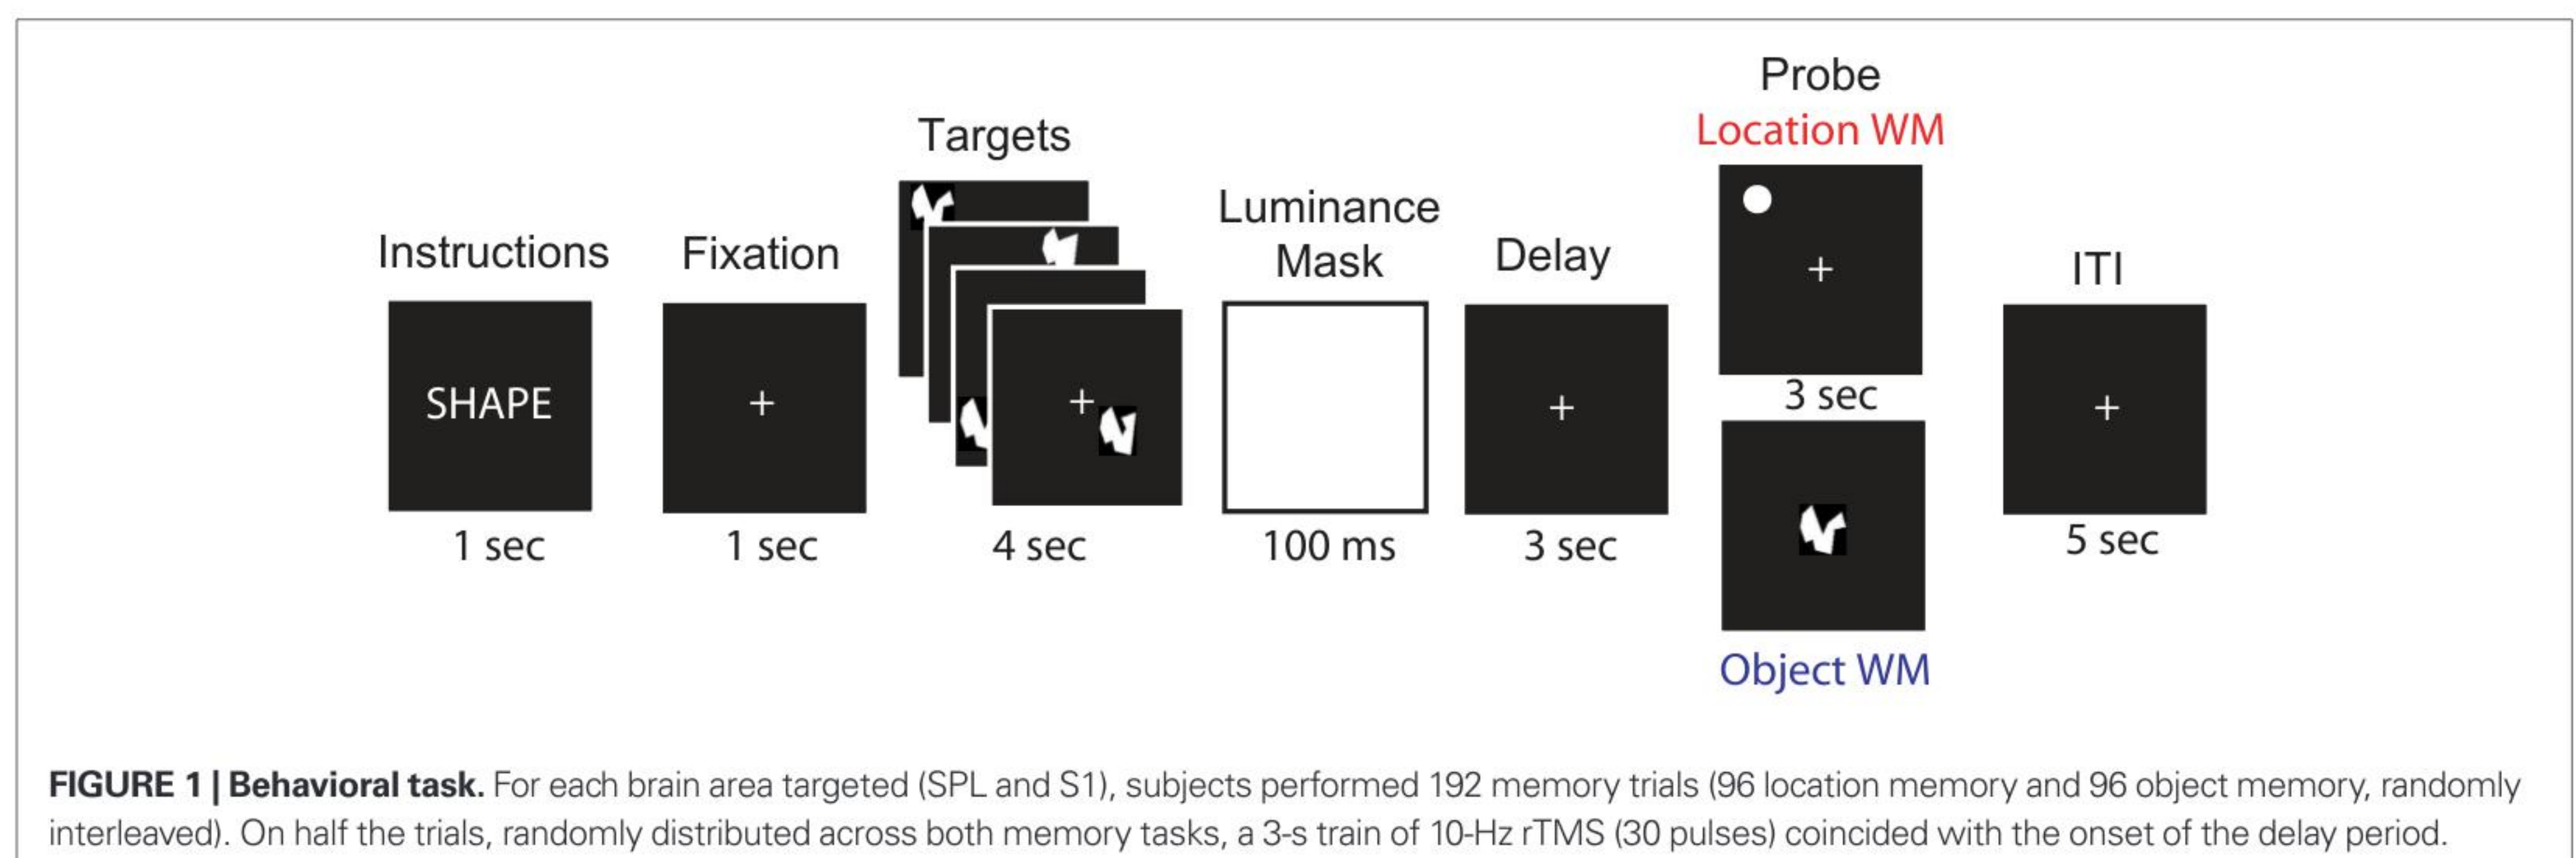 Instructions
SHAPE
1 sec
Fixation
+
1 sec
Targets
+
4 sec
Luminance
Mask
100 ms
Delay
+
3 sec
Probe
Location WM
+
3 sec
Object WM
ITI
+
5 sec
FIGURE 1 | Behavioral task. For each brain area targeted (SPL and S1), subjects performed 192 memory trials (96 location memory and 96 object memory, randomly
interleaved). On half the trials, randomly distributed across both memory tasks, a 3-s train of 10-Hz rTMS (30 pulses) coincided with the onset of the delay period.